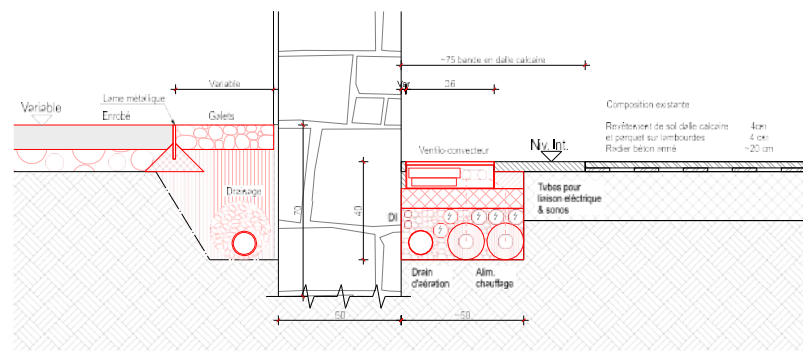 ~75 bande en dalle calcaire
Variable
Var
36
Lame métallique
Variable
Enrobé
Galets
Composition existante
Revêtement de sol dalle calcaire 4cm
et parquet sur lambourdes 4 cm
Radier béton armé ~20 cm
Ventilo-convecteur
Niv. Int.
Drainage
Tubes pour
liaison électrique
& sonos
70
40
DI
Drain
d'aération
Alim.
chauffage
60
~50